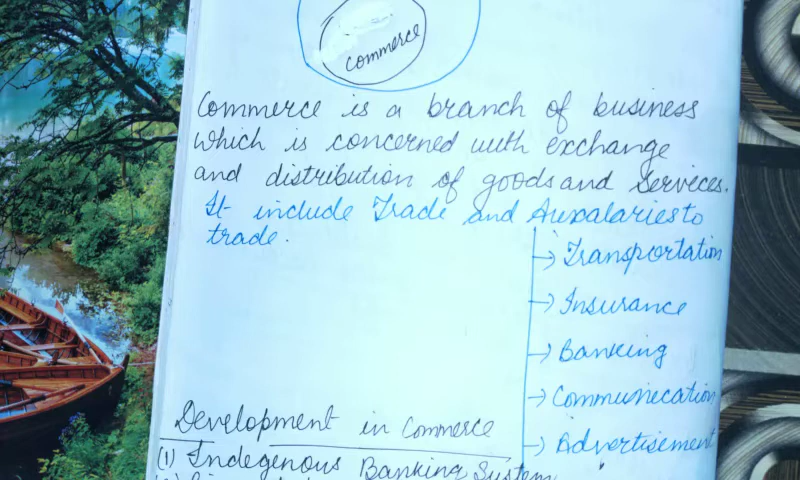 commerce
Commerce is a branch of business
which is concerned with exchange
and distribution of goods and services.
It include Trade and Auxalaries to
trade.
→ Transportation
→ Insurance
→ Banking
→ Communication
→ Advertisement
Development in Commerce
(1) Indegenous Banking System